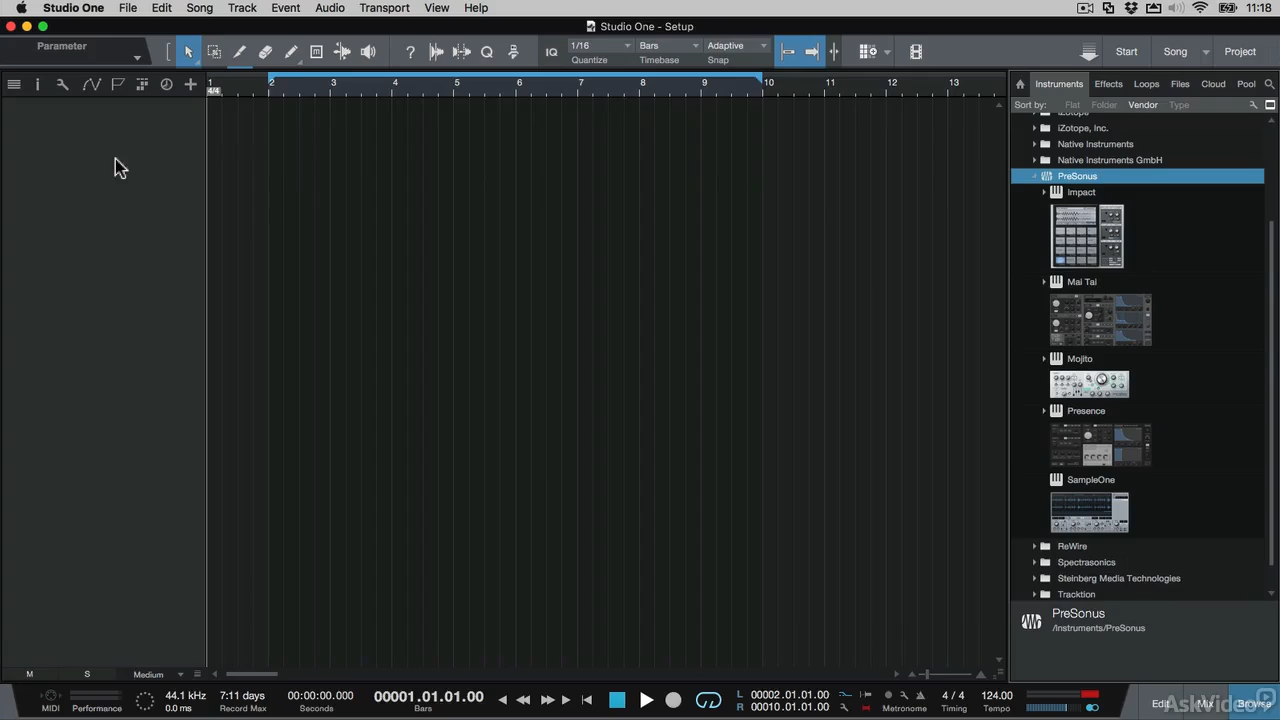 Studio One File Edit Song Track Event Audio Transport View Help 11:18
Studio One - Setup
Parameter
IQ 1/16 Bars Adaptive Start Song Project
Quantize Timebase Snap
1 2 3 4 5 6 7 8 9 10 11 12 13
4/4
Instruments Effects Loops Files Cloud Pool
Sort by: Flat Folder Vendor Type
iZotope
iZotope, Inc.
Native Instruments
Native Instruments GmbH
PreSonus
Impact
Mai Tai
Mojito
Presence
SampleOne
ReWire
Spectrasonics
Steinberg Media Technologies
Tracktion
PreSonus
/Instruments/PreSonus
M S Medium
44.1 kHz 7:11 days 00:00:00.000 00001.01.01.00 L 00002.01.01.00 4 / 4 124.00
MIDI Performance 0.0 ms Record Max Seconds Bars R 00010.01.01.00 Metronome Timing Tempo
Edit Mix Browse
AskVideo